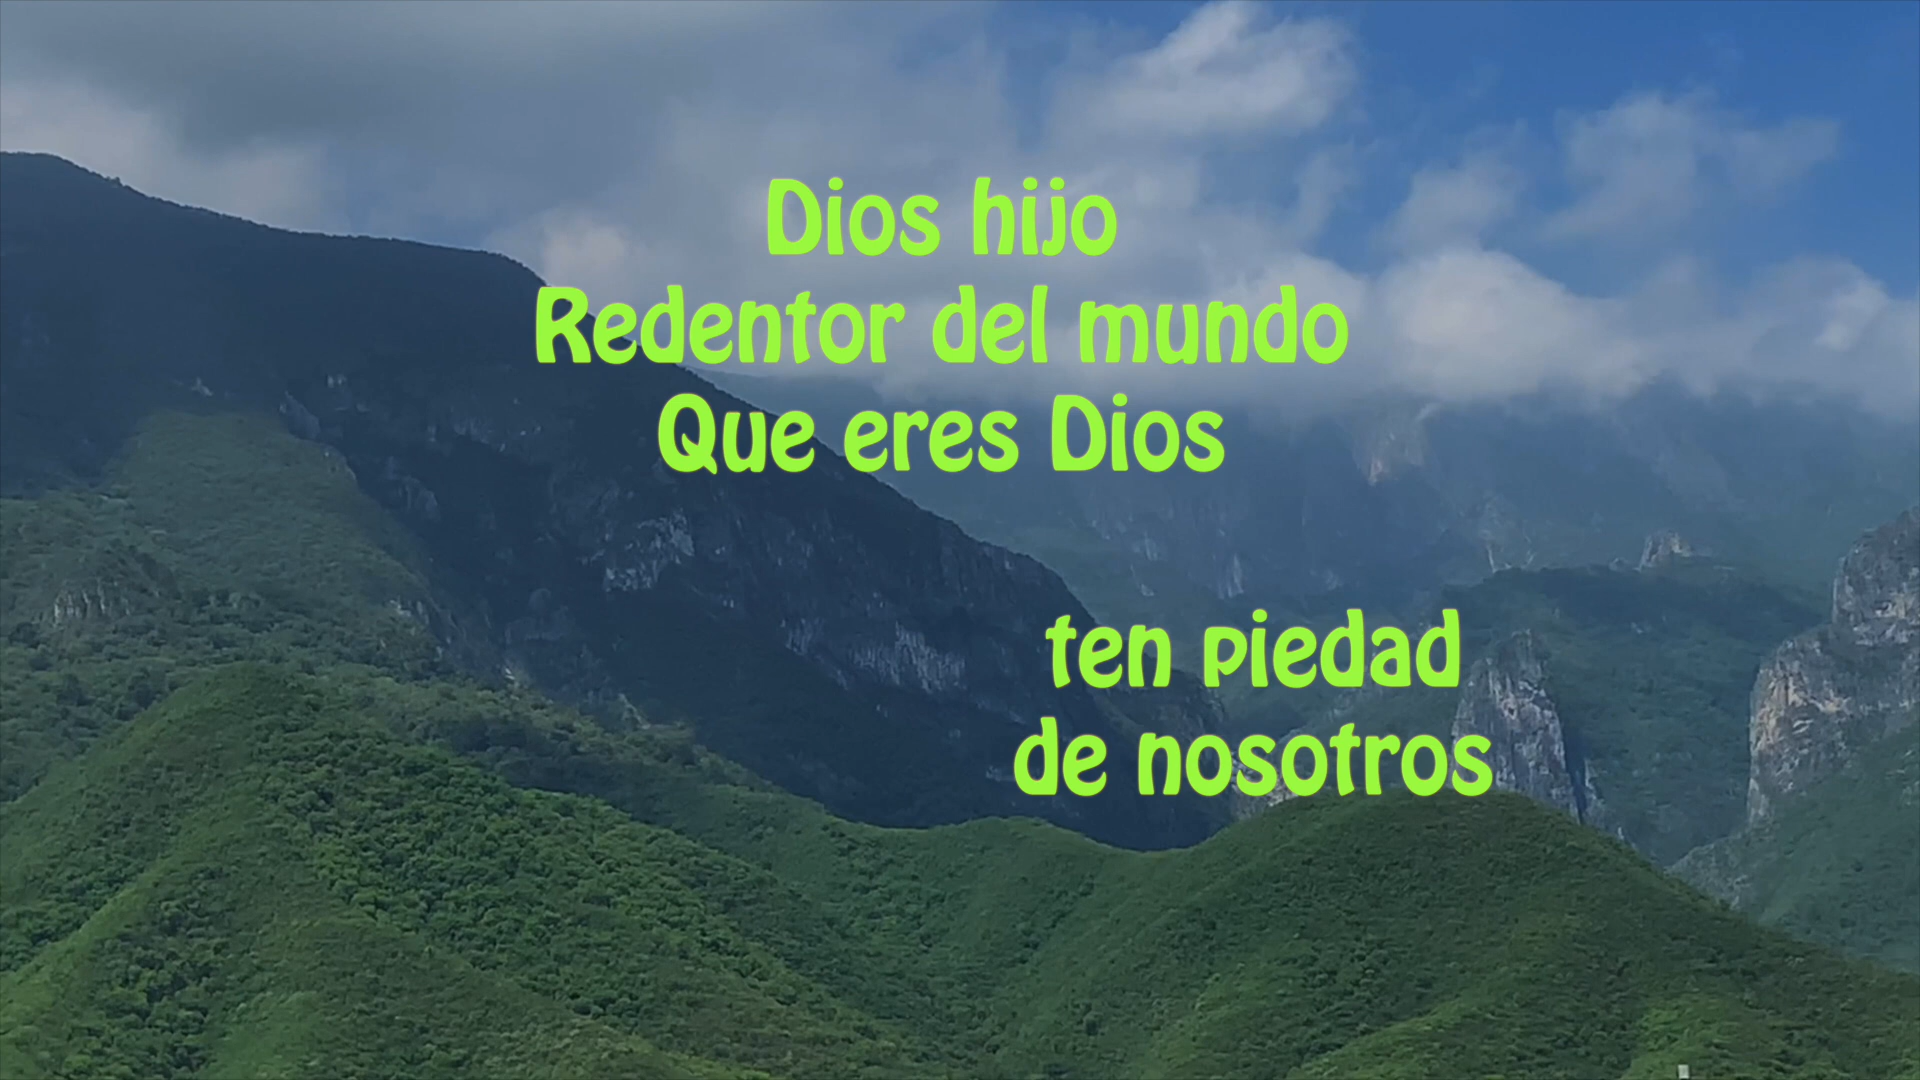 Dios hijo
Redentor del mundo
Que eres Dios
ten piedad
de nosotros